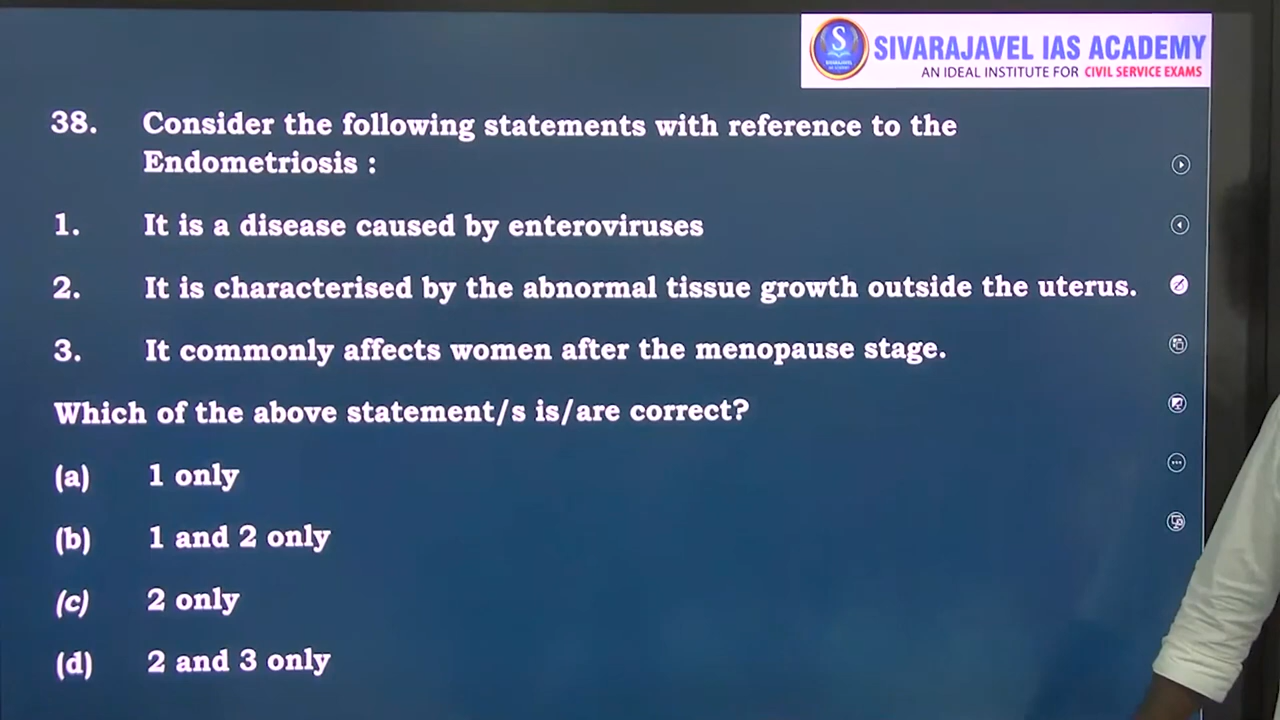 SIVARAJAVEL IAS ACADEMY
AN IDEAL INSTITUTE FOR CIVIL SERVICE EXAMS
38. Consider the following statements with reference to the
Endometriosis :
1. It is a disease caused by enteroviruses
2. It is characterised by the abnormal tissue growth outside the uterus.
3. It commonly affects women after the menopause stage.
Which of the above statement/s is/are correct?
(a) 1 only
(b) 1 and 2 only
(c) 2 only
(d) 2 and 3 only